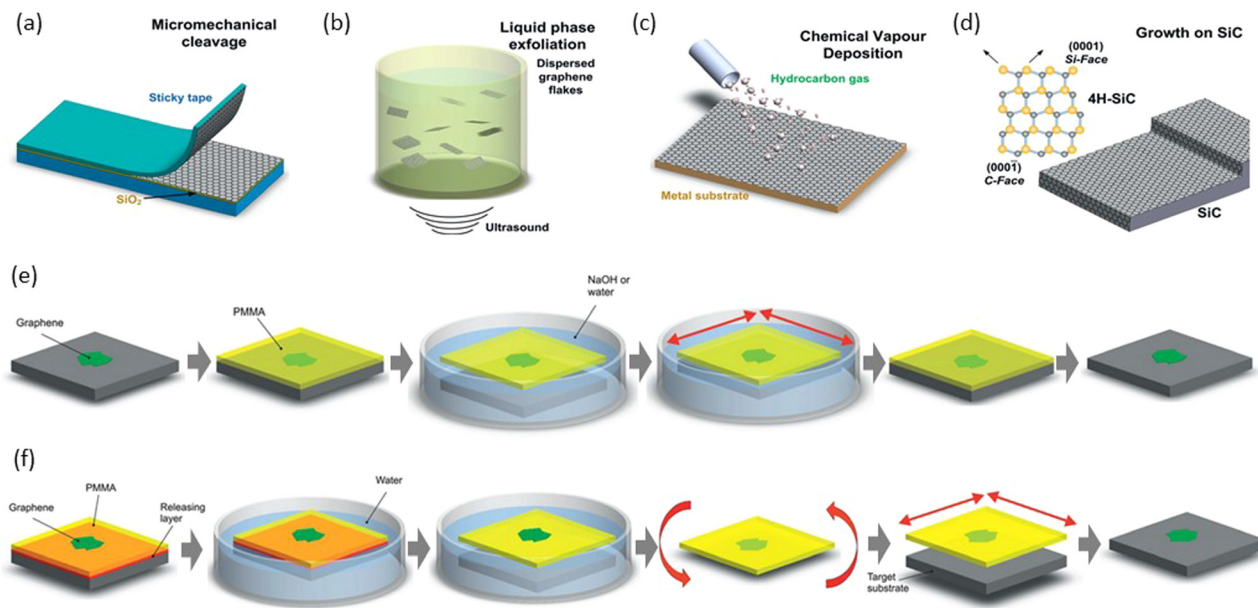 (a)
Micromechanical
cleavage
Sticky tape
SiO₂
(b)
Liquid phase
exfoliation
Dispersed
graphene
flakes
Ultrasound
(c)
Chemical Vapour
Deposition
Hydrocarbon gas
Metal substrate
(d)
Growth on SiC
(0001)
Si-Face
4H-SiC
(0001̄)
C-Face
SiC
(e)
Graphene
PMMA
NaOH or
water
(f)
PMMA
Graphene
Releasing
layer
Water
Target
substrate